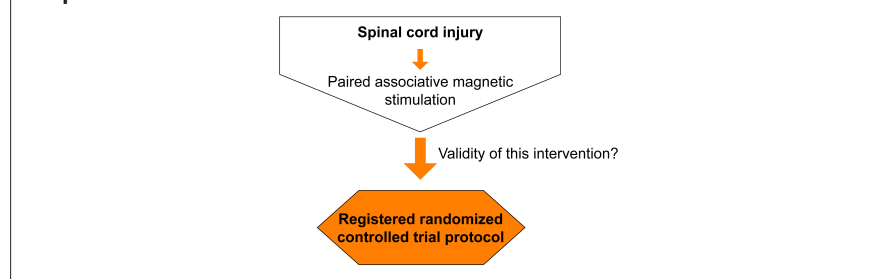 Spinal cord injury
Paired associative magnetic
stimulation
Validity of this intervention?
Registered randomized
controlled trial protocol